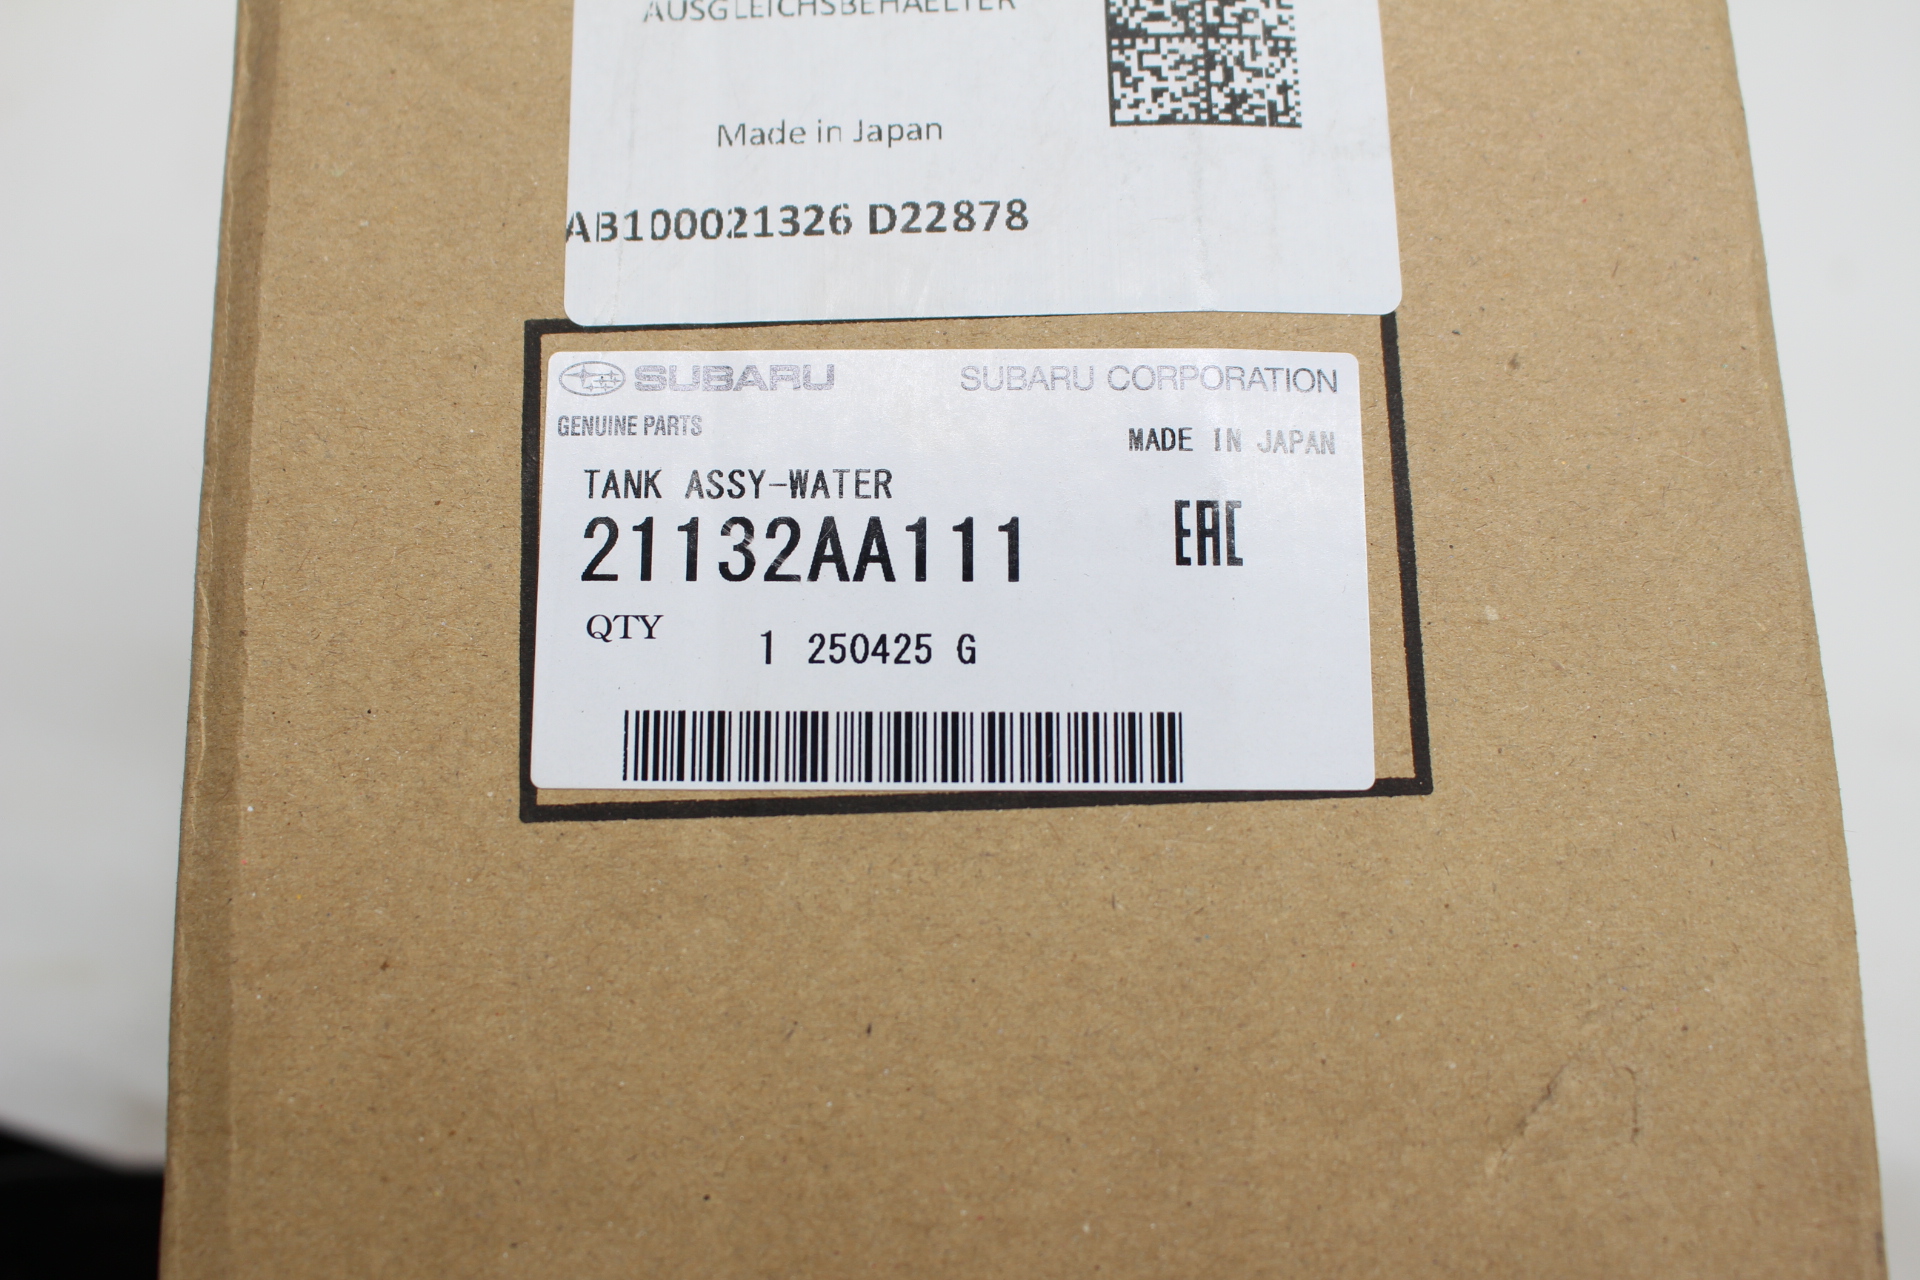 AUSGLEICHSBEHAELTER
Made in Japan
AB100021326 D22878
SUBARU SUBARU CORPORATION
GENUINE PARTS
MADE IN JAPAN
TANK ASSY-WATER
21132AA111
EAC
QTY 1 250425 G